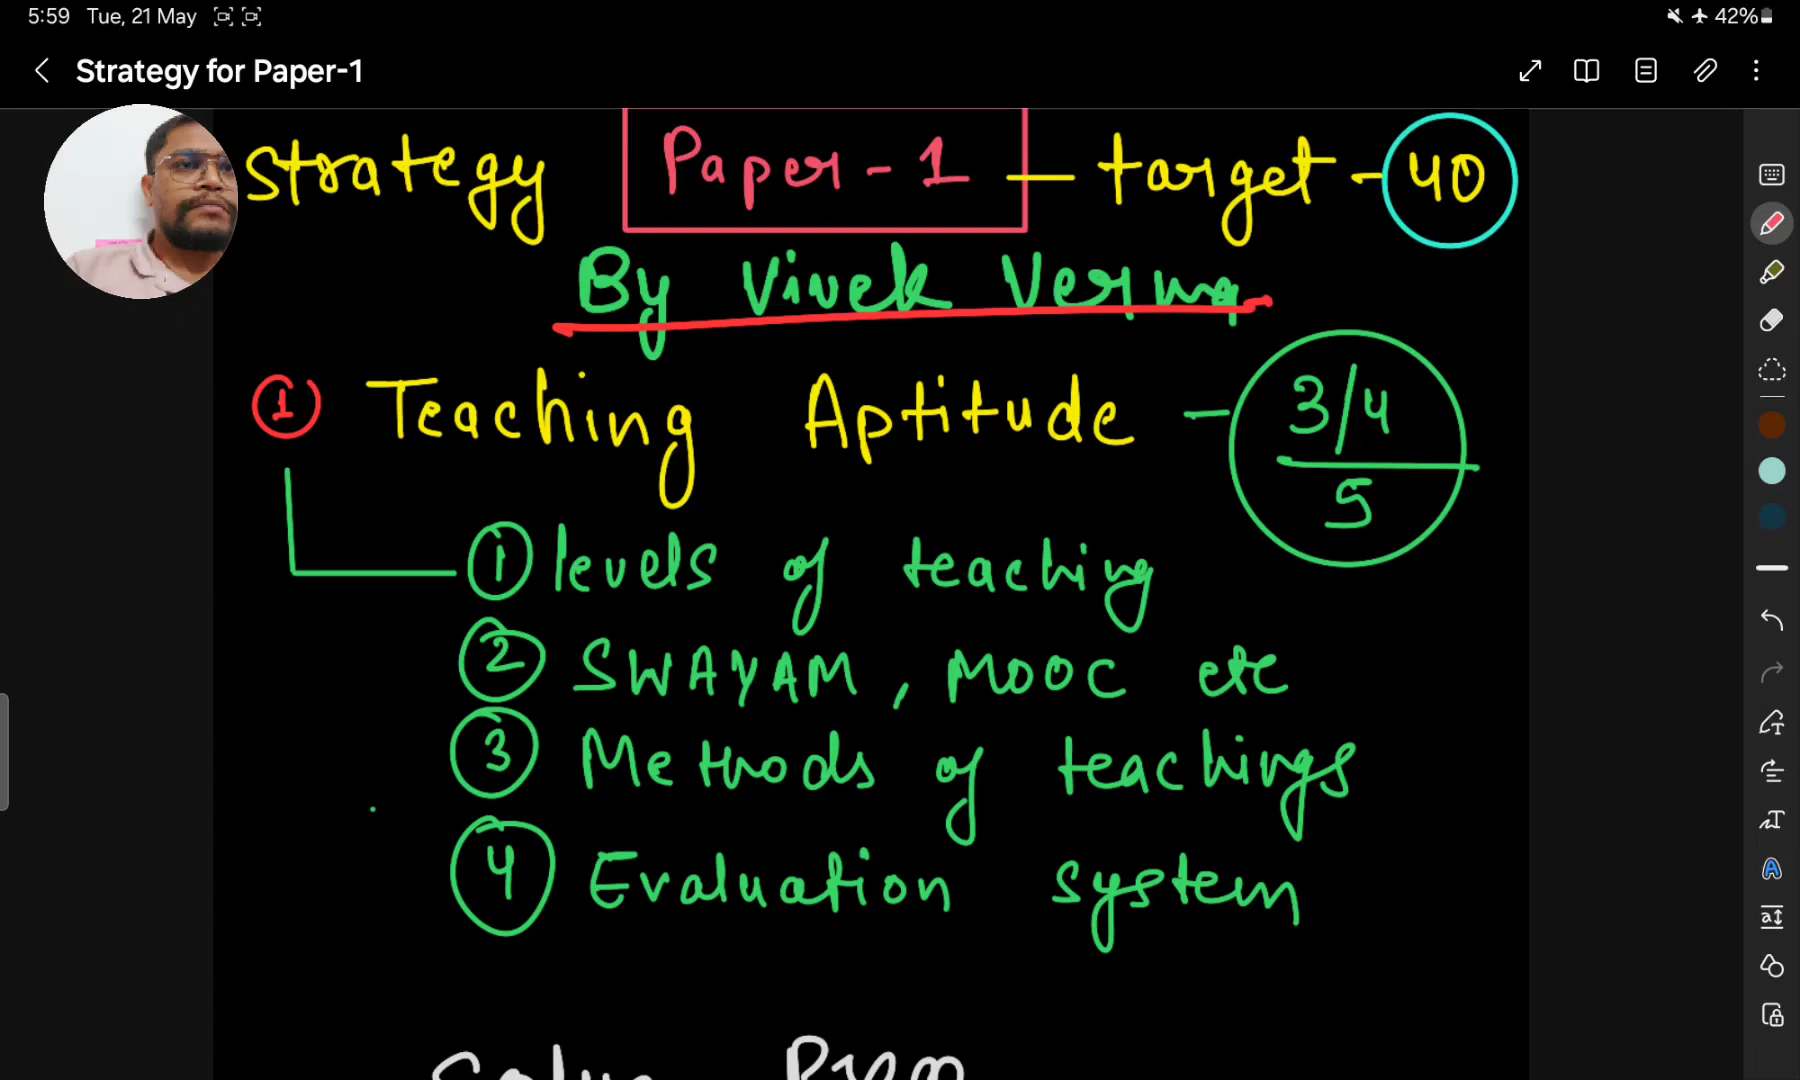 5:59 Tue, 21 May 42%
Strategy for Paper-1
Strategy Paper - 1 — target - 40
By Vivek Verma
1 Teaching Aptitude - 3/4
5
1 levels of teaching
2 SWAYAM, MOOC etc
3 Methods of teachings
4 Evaluation system